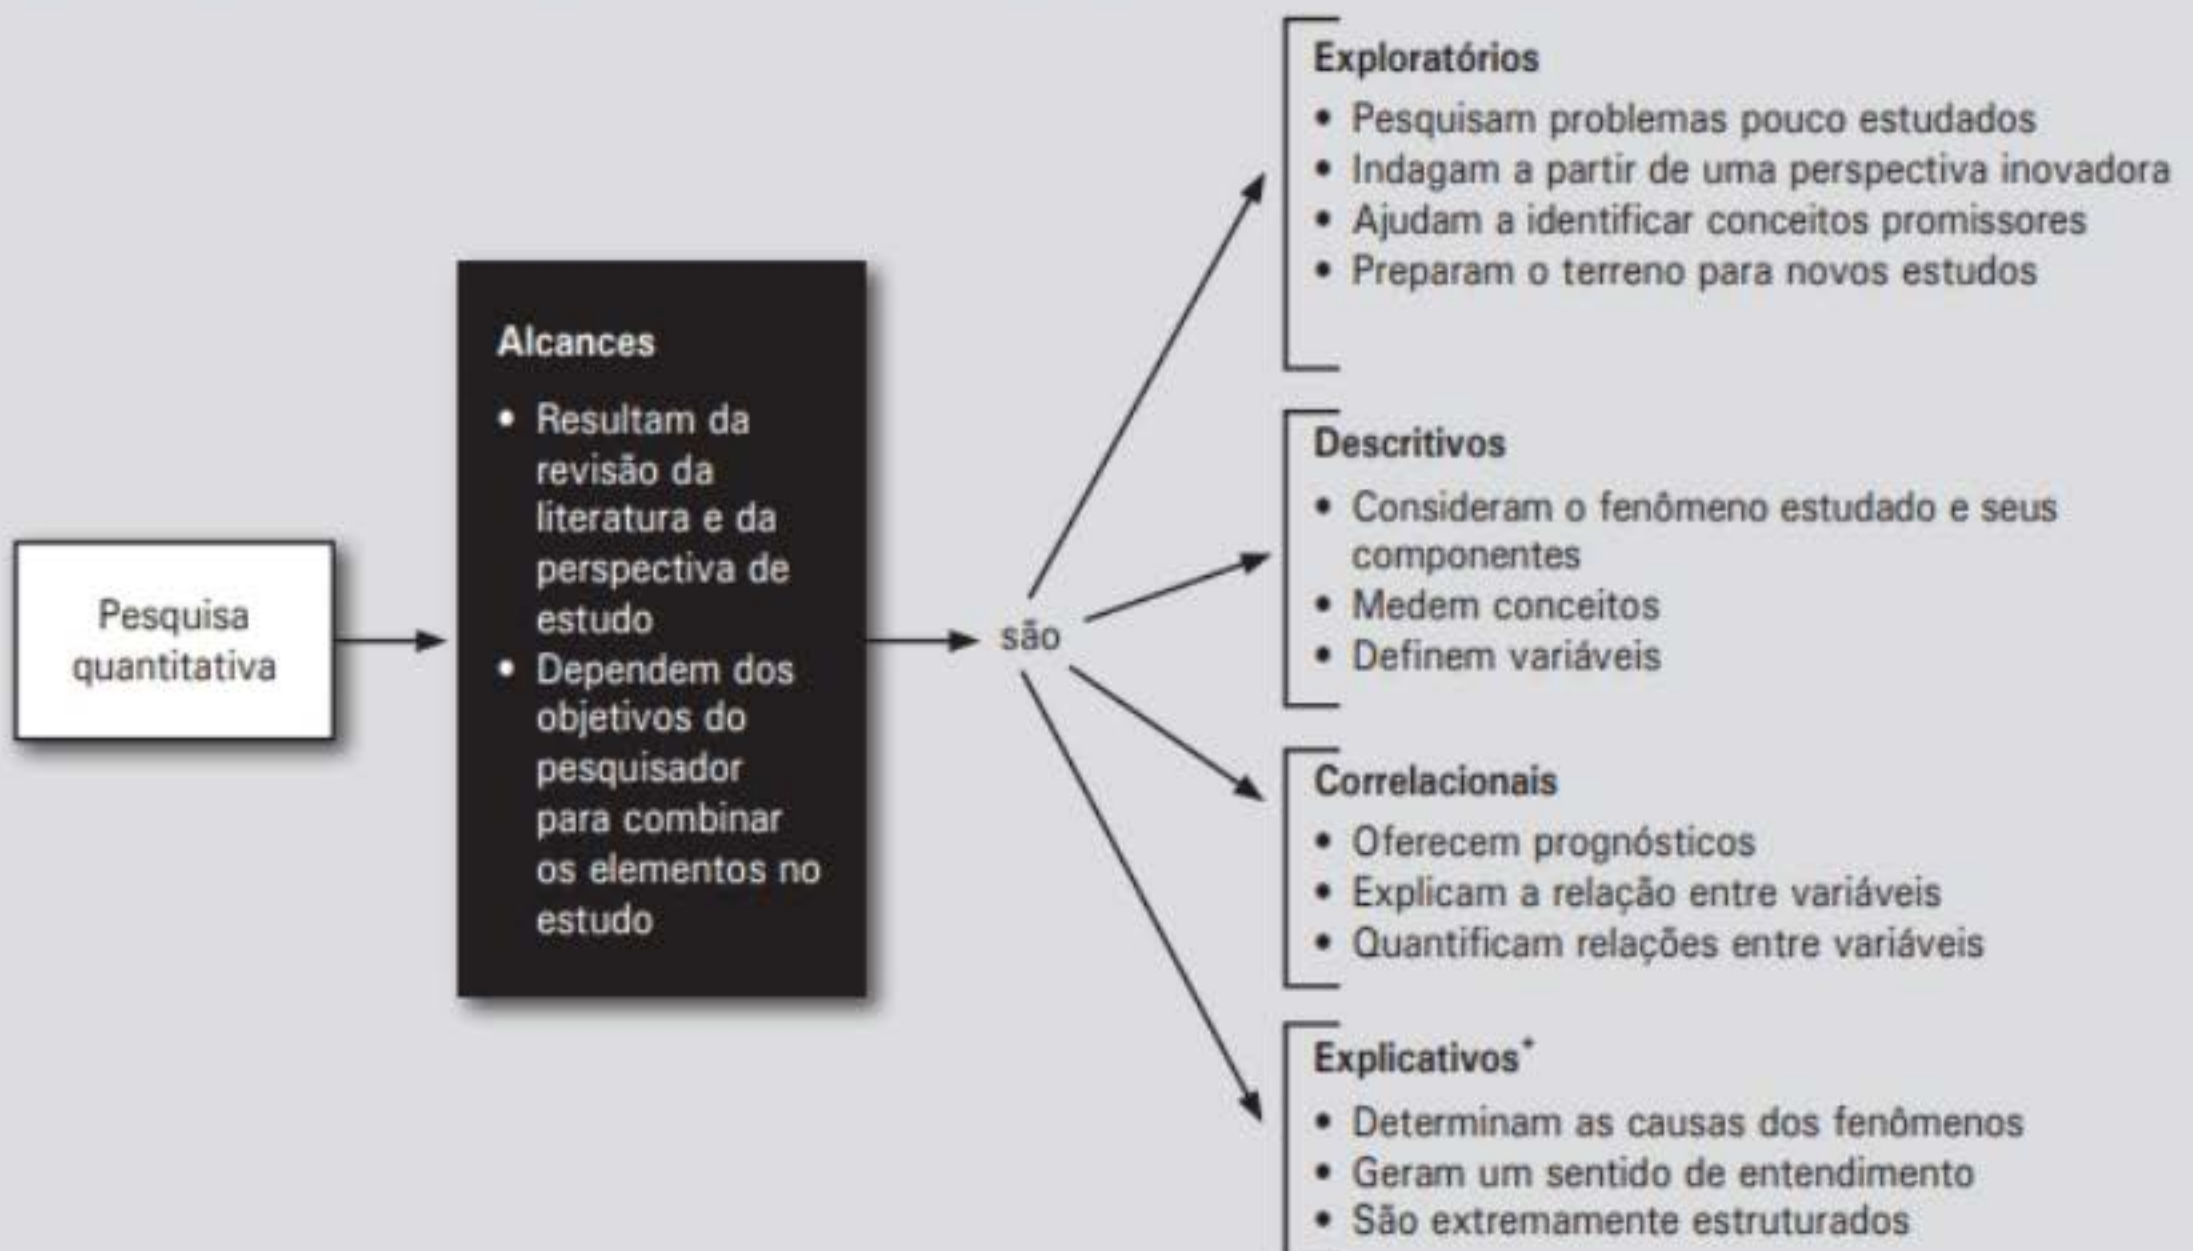 Pesquisa
quantitativa
Alcances
• Resultam da
revisão da
literatura e da
perspectiva de
estudo
• Dependem dos
objetivos do
pesquisador
para combinar
os elementos no
estudo
são
Exploratórios
• Pesquisam problemas pouco estudados
• Indagam a partir de uma perspectiva inovadora
• Ajudam a identificar conceitos promissores
• Preparam o terreno para novos estudos
Descritivos
• Consideram o fenômeno estudado e seus
componentes
• Medem conceitos
• Definem variáveis
Correlacionais
• Oferecem prognósticos
• Explicam a relação entre variáveis
• Quantificam relações entre variáveis
Explicativos*
• Determinam as causas dos fenômenos
• Geram um sentido de entendimento
• São extremamente estruturados